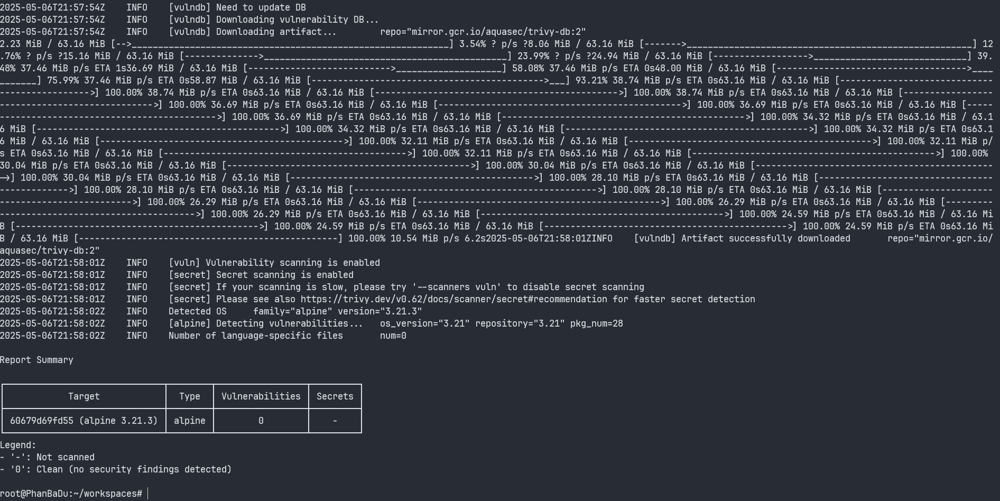 2025-05-06T21:57:54Z    INFO    [vulndb] Need to update DB
2025-05-06T21:57:54Z    INFO    [vulndb] Downloading vulnerability DB...
2025-05-06T21:57:54Z    INFO    [vulndb] Downloading artifact...        repo="mirror.gcr.io/aquasec/trivy-db:2"
2.23 MiB / 63.16 MiB [-->____________________________________________________________] 3.54% ? p/s ?8.06 MiB / 63.16 MiB [------->______________________________________________________] 12
.76% ? p/s ?15.16 MiB / 63.16 MiB [-------------->______________________________________________] 23.99% ? p/s ?24.94 MiB / 63.16 MiB [------------------>_____________________________] 39.
48% 37.46 MiB p/s ETA 1s36.69 MiB / 63.16 MiB [--------------------------->____________________] 58.08% 37.46 MiB p/s ETA 0s48.00 MiB / 63.16 MiB [------------------------------------>____
_______] 75.99% 37.46 MiB p/s ETA 0s58.87 MiB / 63.16 MiB [-------------------------------------------->___] 93.21% 38.74 MiB p/s ETA 0s63.16 MiB / 63.16 MiB [-----------------------------
----------------->] 100.00% 38.74 MiB p/s ETA 0s63.16 MiB / 63.16 MiB [---------------------------------------------->] 100.00% 38.74 MiB p/s ETA 0s63.16 MiB / 63.16 MiB [-----------------
----------------------------->] 100.00% 36.69 MiB p/s ETA 0s63.16 MiB / 63.16 MiB [---------------------------------------------->] 100.00% 36.69 MiB p/s ETA 0s63.16 MiB / 63.16 MiB [-----
----------------------------------------->] 100.00% 36.69 MiB p/s ETA 0s63.16 MiB / 63.16 MiB [---------------------------------------------->] 100.00% 34.32 MiB p/s ETA 0s63.16 MiB / 63.1
6 MiB [---------------------------------------------->] 100.00% 34.32 MiB p/s ETA 0s63.16 MiB / 63.16 MiB [---------------------------------------------->] 100.00% 34.32 MiB p/s ETA 0s63.1
6 MiB / 63.16 MiB [---------------------------------------------->] 100.00% 32.11 MiB p/s ETA 0s63.16 MiB / 63.16 MiB [---------------------------------------------->] 100.00% 32.11 MiB p/
s ETA 0s63.16 MiB / 63.16 MiB [---------------------------------------------->] 100.00% 32.11 MiB p/s ETA 0s63.16 MiB / 63.16 MiB [---------------------------------------------->] 100.00%
30.04 MiB p/s ETA 0s63.16 MiB / 63.16 MiB [---------------------------------------------->] 100.00% 30.04 MiB p/s ETA 0s63.16 MiB / 63.16 MiB [---------------------------------------------
->] 100.00% 30.04 MiB p/s ETA 0s63.16 MiB / 63.16 MiB [---------------------------------------------->] 100.00% 28.10 MiB p/s ETA 0s63.16 MiB / 63.16 MiB [---------------------------------
------------->] 100.00% 28.10 MiB p/s ETA 0s63.16 MiB / 63.16 MiB [---------------------------------------------->] 100.00% 28.10 MiB p/s ETA 0s63.16 MiB / 63.16 MiB [---------------------
------------------------->] 100.00% 26.29 MiB p/s ETA 0s63.16 MiB / 63.16 MiB [---------------------------------------------->] 100.00% 26.29 MiB p/s ETA 0s63.16 MiB / 63.16 MiB [---------
------------------------------------->] 100.00% 26.29 MiB p/s ETA 0s63.16 MiB / 63.16 MiB [---------------------------------------------->] 100.00% 24.59 MiB p/s ETA 0s63.16 MiB / 63.16 Mi
B [---------------------------------------------->] 100.00% 24.59 MiB p/s ETA 0s63.16 MiB / 63.16 MiB [---------------------------------------------->] 100.00% 24.59 MiB p/s ETA 0s63.16 Mi
B / 63.16 MiB [-------------------------------------------------] 100.00% 10.54 MiB p/s 6.2s2025-05-06T21:58:01ZINFO    [vulndb] Artifact successfully downloaded       repo="mirror.gcr.io/
aquasec/trivy-db:2"
2025-05-06T21:58:01Z    INFO    [vuln] Vulnerability scanning is enabled
2025-05-06T21:58:01Z    INFO    [secret] Secret scanning is enabled
2025-05-06T21:58:01Z    INFO    [secret] If your scanning is slow, please try '--scanners vuln' to disable secret scanning
2025-05-06T21:58:01Z    INFO    [secret] Please see also https://trivy.dev/v0.62/docs/scanner/secret#recommendation for faster secret detection
2025-05-06T21:58:02Z    INFO    Detected OS     family="alpine" version="3.21.3"
2025-05-06T21:58:02Z    INFO    [alpine] Detecting vulnerabilities...   os_version="3.21" repository="3.21" pkg_num=28
2025-05-06T21:58:02Z    INFO    Number of language-specific files       num=0
Report Summary
Target Type Vulnerabilities Secrets
60679d69fd55 (alpine 3.21.3) alpine 0 -
Legend:
- '-': Not scanned
- '0': Clean (no security findings detected)
root@PhanBaDu:~/workspaces#